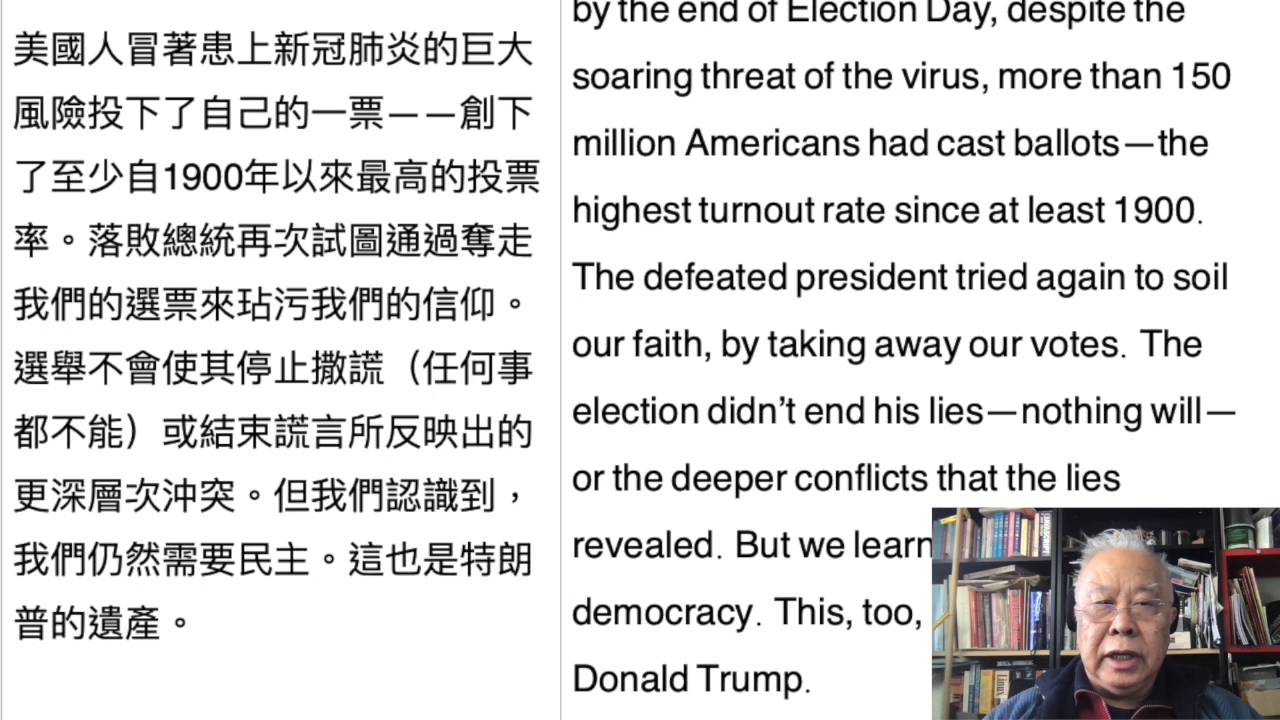 美國人冒著患上新冠肺炎的巨大
風險投下了自己的一票——創下
了至少自1900年以來最高的投票
率。落敗總統再次試圖通過奪走
我們的選票來玷污我們的信仰。
選舉不會使其停止撒謊（任何事
都不能）或結束謊言所反映出的
更深層次沖突。但我們認識到，
我們仍然需要民主。這也是特朗
普的遺產。
by the end of Election Day, despite the
soaring threat of the virus, more than 150
million Americans had cast ballots—the
highest turnout rate since at least 1900.
The defeated president tried again to soil
our faith, by taking away our votes. The
election didn’t end his lies—nothing will—
or the deeper conflicts that the lies
revealed. But we learn
democracy. This, too,
Donald Trump.
Linux